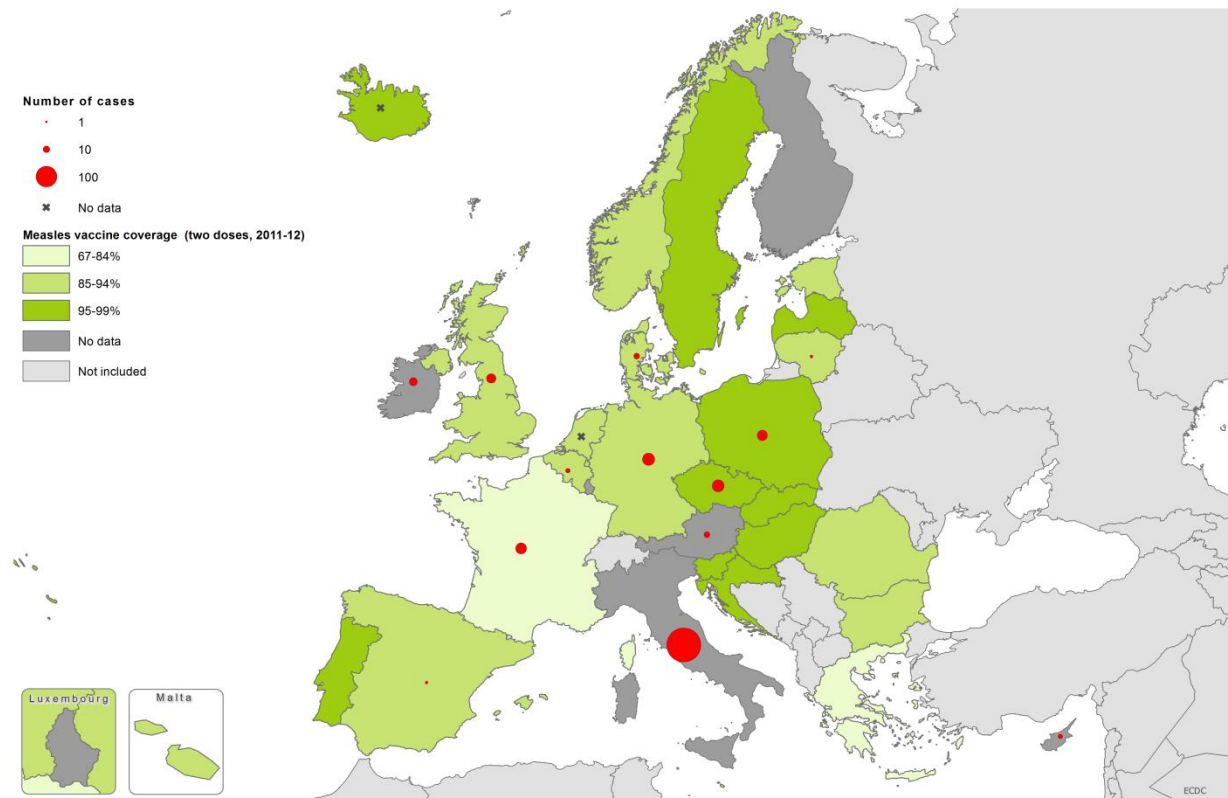 Number of cases
1
10
100
No data
Measles vaccine coverage (two doses, 2011-12)
67-84%
85-94%
95-99%
No data
Not included
Luxembourg
Malta
ECDC